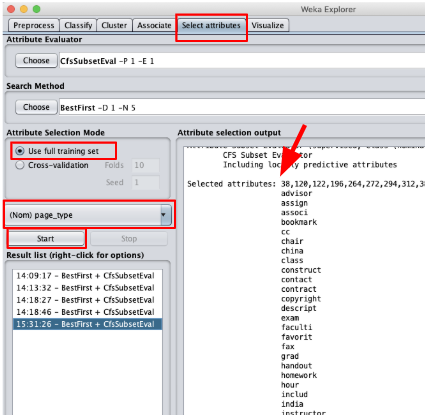 Weka Explorer
Preprocess Classify Cluster Associate Select attributes Visualize
Attribute Evaluator
Choose CfsSubsetEval -P 1 -E 1
Search Method
Choose BestFirst -D 1 -N 5
Attribute Selection Mode
Use full training set
Cross-validation Folds 10
Seed 1
(Nom) page_type
Start Stop
Result list (right-click for options)
14:09:17 - BestFirst + CfsSubsetEval
14:13:32 - BestFirst + CfsSubsetEval
14:18:27 - BestFirst + CfsSubsetEval
14:18:46 - BestFirst + CfsSubsetEval
15:31:26 - BestFirst + CfsSubsetEval
Attribute selection output
CFS Subset Evaluator
Including locally predictive attributes
Selected attributes: 38,120,122,196,264,272,294,312,38
advisor
assign
associ
bookmark
cc
chair
china
class
construct
contact
contract
copyright
descript
exam
faculti
favorit
fax
grad
handout
homework
hour
includ
india
instructor